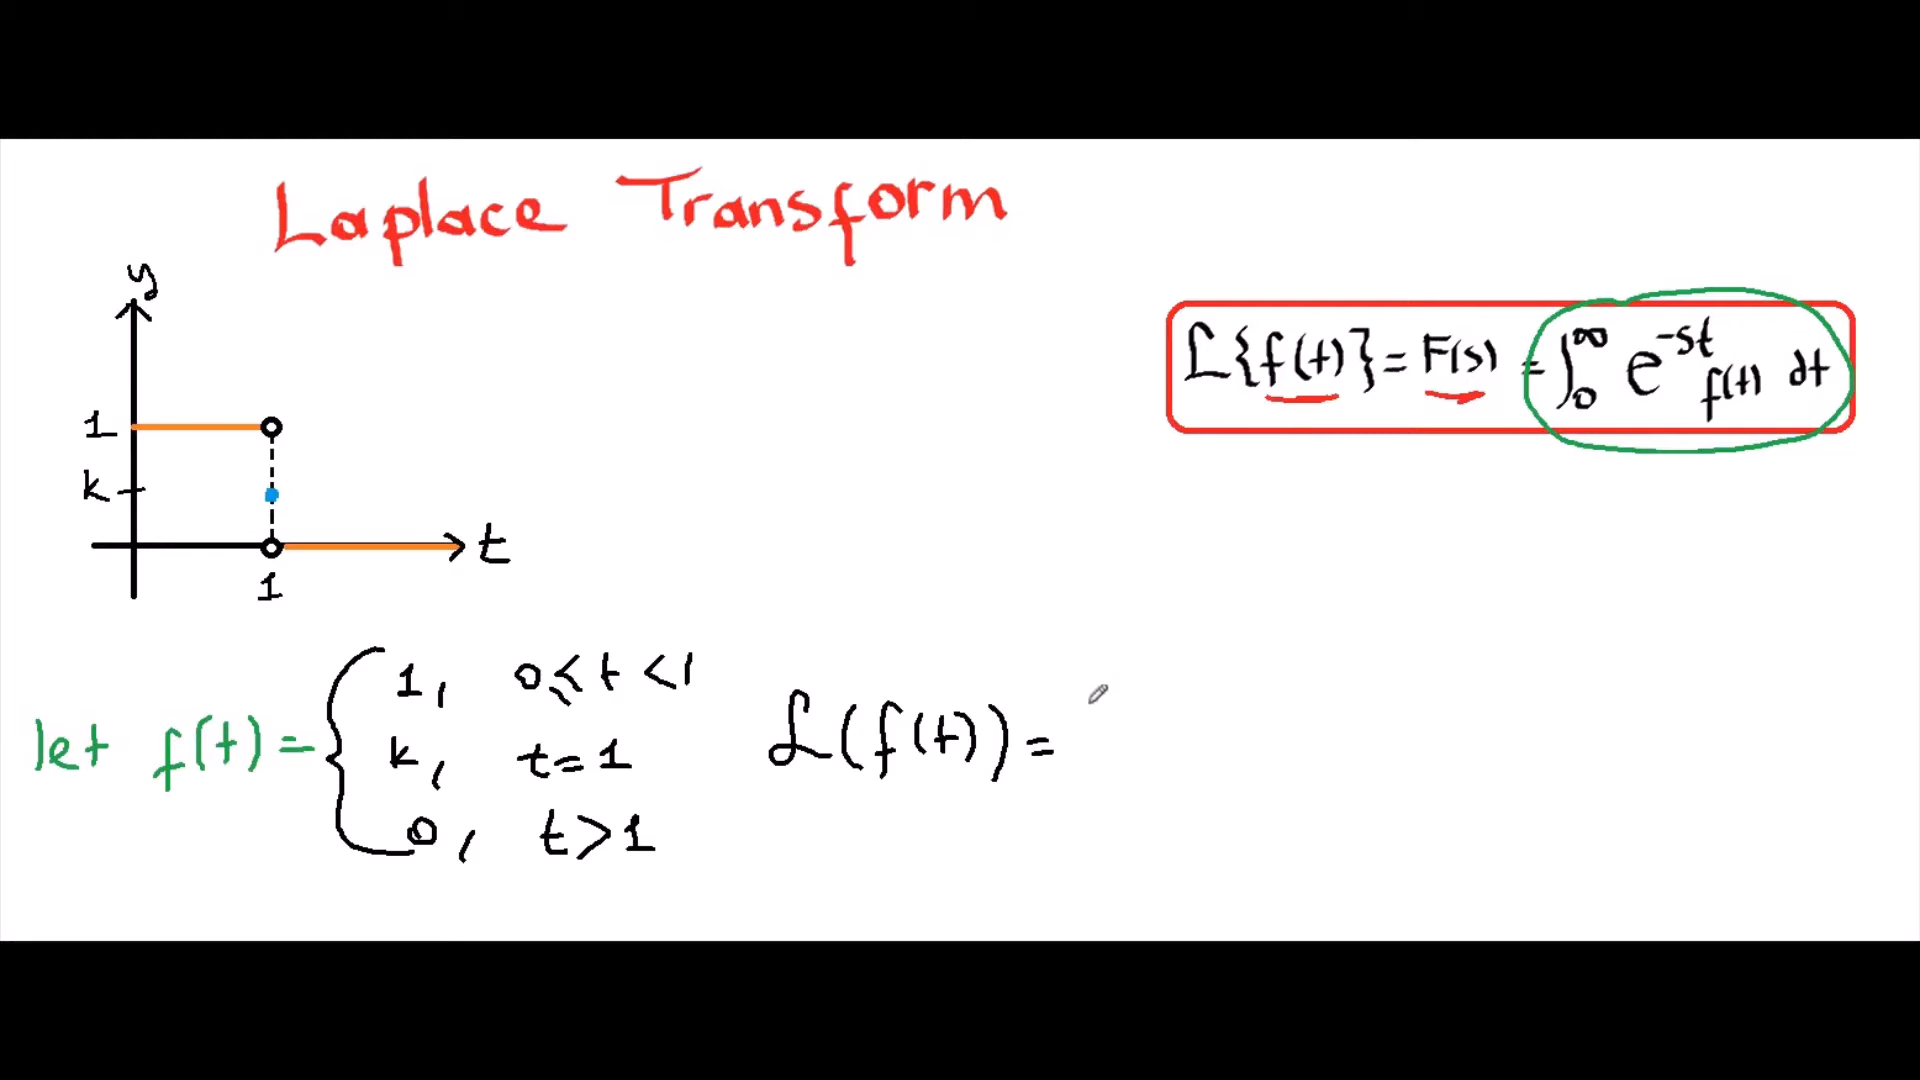 Laplace Transform
y
1
k
t
1
ℒ{f(t)} = F(s) = ∫₀^∞ e^(-st) f(t) dt
let f(t) = { 1, 0 ≤ t < 1
k, t = 1
0, t > 1
ℒ(f(t)) =